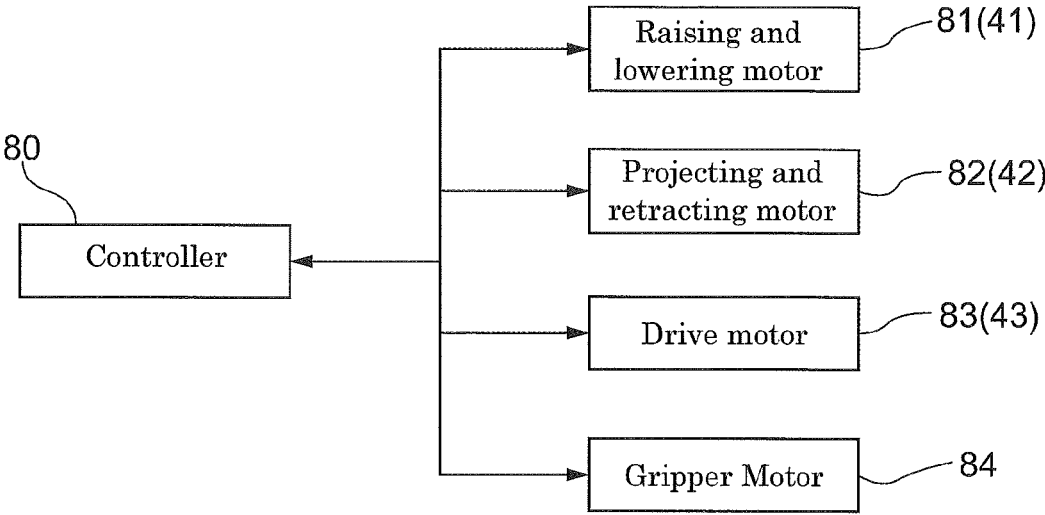 Raising and
lowering motor
81(41)
80
Projecting and
retracting motor
82(42)
Controller
Drive motor
83(43)
Gripper Motor
84